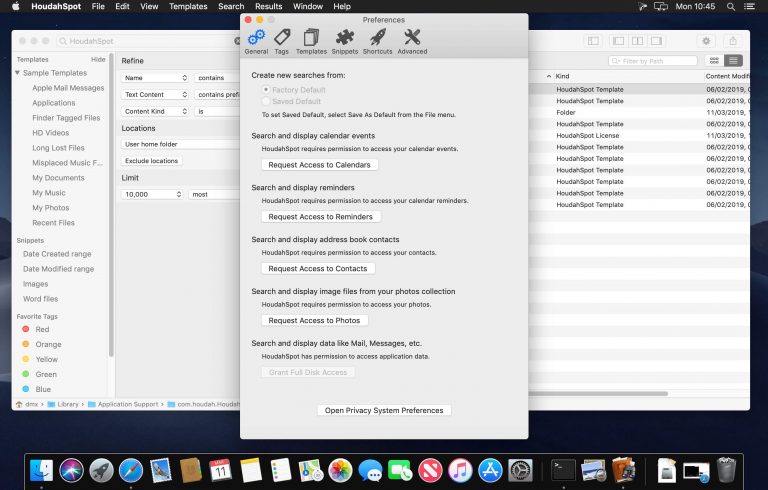 HoudahSpot File Edit View Templates Search Results Window Help Mon 10:45
Preferences
General Tags Templates Snippets Shortcuts Advanced
HoudahSpot
Templates Hide
Sample Templates
Apple Mail Messages
Applications
Finder Tagged Files
HD Videos
Long Lost Files
Misplaced Music F...
My Documents
My Music
My Photos
Recent Files
Snippets
Date Created range
Date Modified range
Images
Word files
Favorite Tags
Red
Orange
Yellow
Green
Blue
Refine
Name contains
Text Content contains prefi
Content Kind is
Locations
User home folder
Exclude locations
Limit
10,000 most
Create new searches from:
Factory Default
Saved Default
To set Saved Default, select Save As Default from the File menu.
Search and display calendar events
HoudahSpot requires permission to access your calendar events.
Request Access to Calendars
Search and display reminders
HoudahSpot requires permission to access your calendar reminders.
Request Access to Reminders
Search and display address book contacts
HoudahSpot requires permission to access your contacts.
Request Access to Contacts
Search and display image files from your photos collection
HoudahSpot requires permission to access your photos.
Request Access to Photos
Search and display data like Mail, Messages, etc.
HoudahSpot has permission to access application data.
Grant Full Disk Access
Open Privacy System Preferences
Filter by Path
Kind Content Modifi
HoudahSpot Template 06/02/2019,
HoudahSpot Template 06/02/2019,
Folder 11/03/2019,
HoudahSpot Template 06/02/2019,
HoudahSpot License 11/03/2019,
HoudahSpot Template 06/02/2019,
HoudahSpot Template 06/02/2019,
HoudahSpot Template 06/02/2019,
HoudahSpot Template 06/02/2019,
HoudahSpot Template 06/02/2019,
dmx Library Application Support com.houdah.Houdah
11